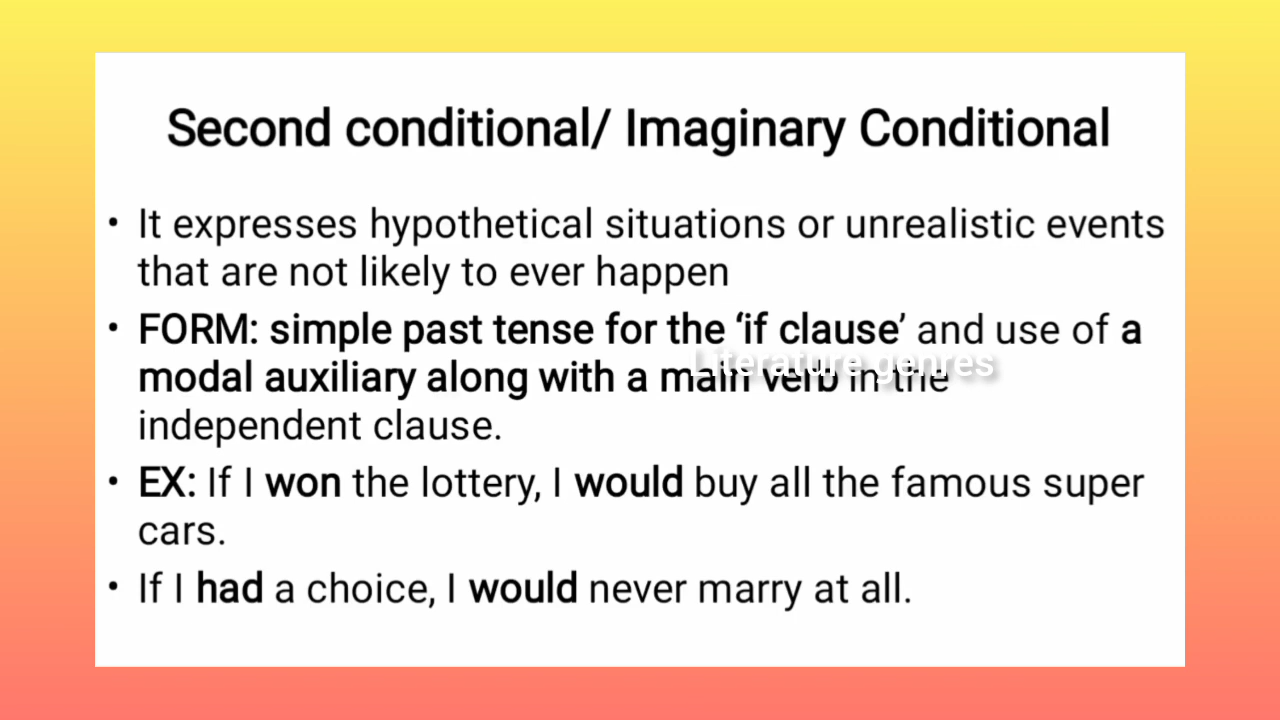 Second conditional/ Imaginary Conditional
• It expresses hypothetical situations or unrealistic events
that are not likely to ever happen
• FORM: simple past tense for the ‘if clause’ and use of a
Literature genres
modal auxiliary along with a main verb in the
independent clause.
• EX: If I won the lottery, I would buy all the famous super
cars.
• If I had a choice, I would never marry at all.